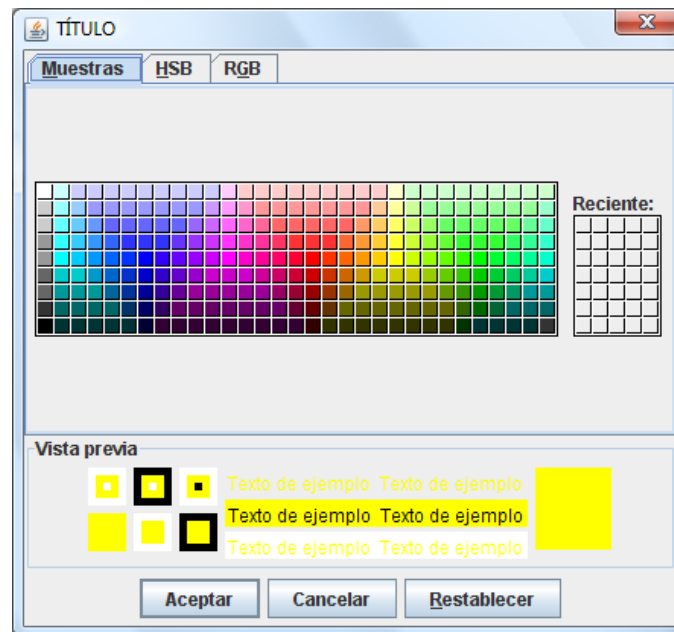 TÍTULO
Muestras HSB RGB
Reciente:
Vista previa
Texto de ejemplo Texto de ejemplo
Texto de ejemplo Texto de ejemplo
Texto de ejemplo Texto de ejemplo
Aceptar Cancelar Restablecer